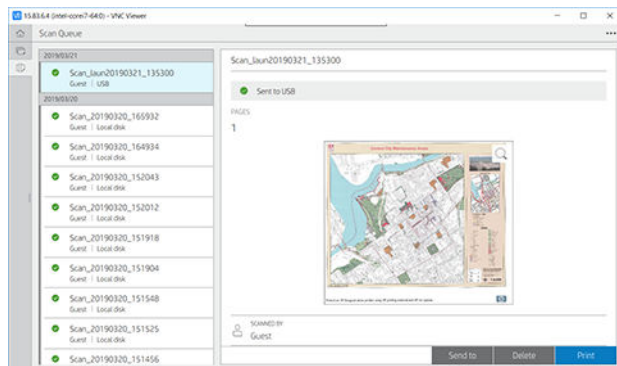 15.83.6.4 (intel-corei7-64:0) - VNC Viewer
Scan Queue
2019/03/21
Scan_laun20190321_135300
Guest | USB
2019/03/20
Scan_20190320_165932
Guest | Local disk
Scan_20190320_164934
Guest | Local disk
Scan_20190320_152043
Guest | Local disk
Scan_20190320_152012
Guest | Local disk
Scan_20190320_151918
Guest | Local disk
Scan_20190320_151904
Guest | Local disk
Scan_20190320_151548
Guest | Local disk
Scan_20190320_151525
Guest | Local disk
Scan_20190320_151456
Scan_laun20190321_135300
Sent to USB
PAGES
1
SCANNED BY
Guest
Send to
Delete
Print